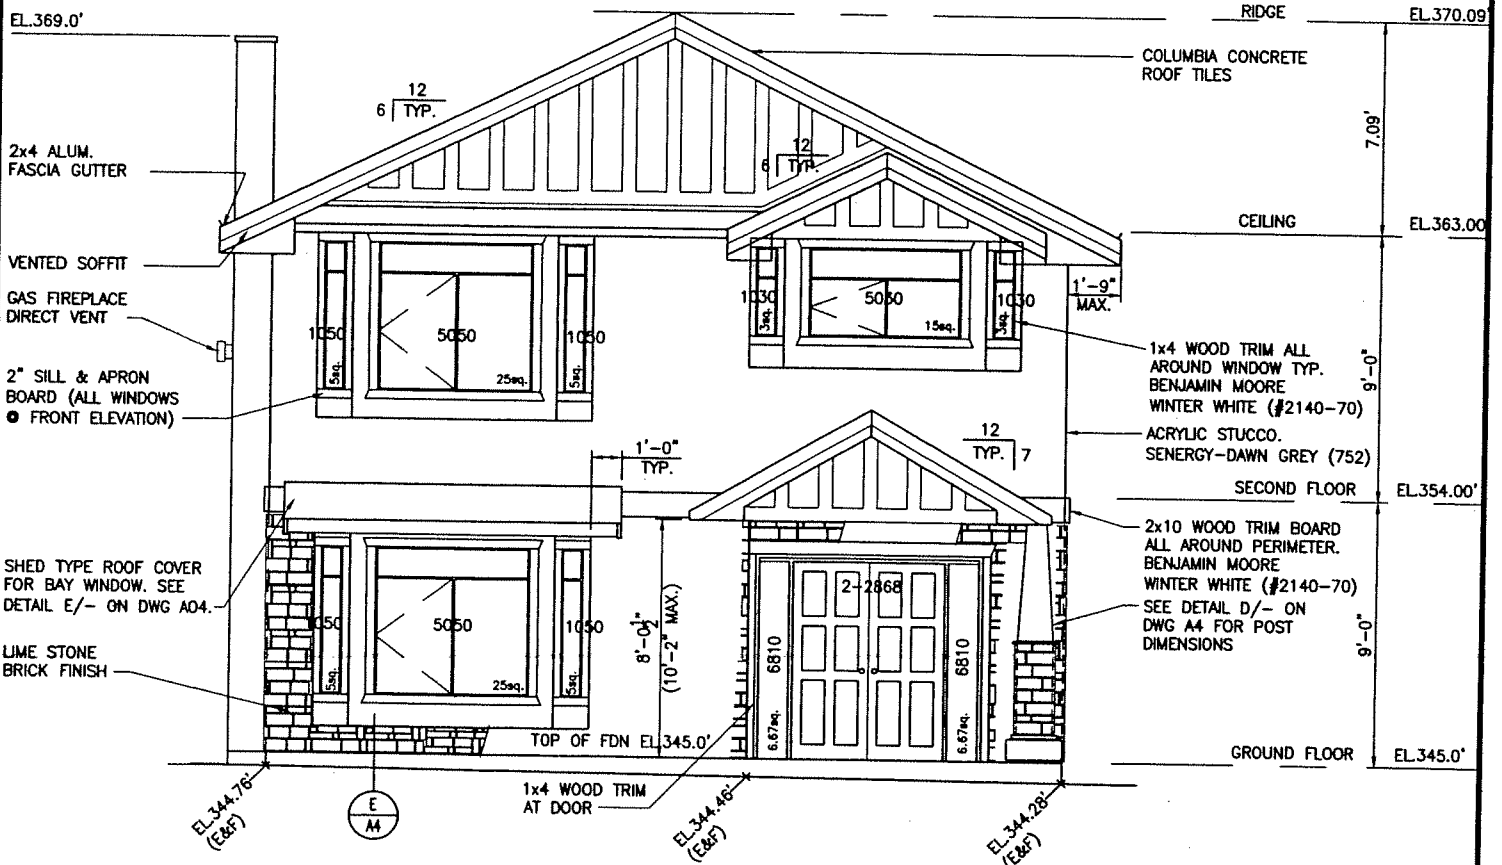 EL.369.0'
RIDGE
EL.370.09'
COLUMBIA CONCRETE
ROOF TILES
12
6
TYP.
7.09'
12
6
TYP.
2x4 ALUM.
FASCIA GUTTER
CEILING
EL.363.00
VENTED SOFFIT
GAS FIREPLACE
DIRECT VENT
1'-9"
MAX.
1050
5050
1050
5sq.
25sq.
5sq.
1030
5030
1030
3sq.
15sq.
3sq.
9'-0"
2" SILL & APRON
BOARD (ALL WINDOWS
@ FRONT ELEVATION)
1x4 WOOD TRIM ALL
AROUND WINDOW TYP.
BENJAMIN MOORE
WINTER WHITE (#2140-70)
ACRYLIC STUCCO.
SENERGY-DAWN GREY (752)
12
TYP.
7
1'-0"
TYP.
SECOND FLOOR
EL.354.00'
2x10 WOOD TRIM BOARD
ALL AROUND PERIMETER.
BENJAMIN MOORE
WINTER WHITE (#2140-70)
SHED TYPE ROOF COVER
FOR BAY WINDOW. SEE
DETAIL E/- ON DWG A04.
SEE DETAIL D/- ON
DWG A4 FOR POST
DIMENSIONS
1050
5050
1050
5sq.
25sq.
5sq.
8'-0½"
(10'-2" MAX.)
2-2868
6810
6810
6.67sq.
6.67sq.
9'-0"
LIME STONE
BRICK FINISH
TOP OF FDN EL.345.0'
GROUND FLOOR
EL.345.0'
1x4 WOOD TRIM
AT DOOR
E
A4
EL.344.76'
(E&F)
EL.344.46'
(E&F)
EL.344.28'
(E&F)